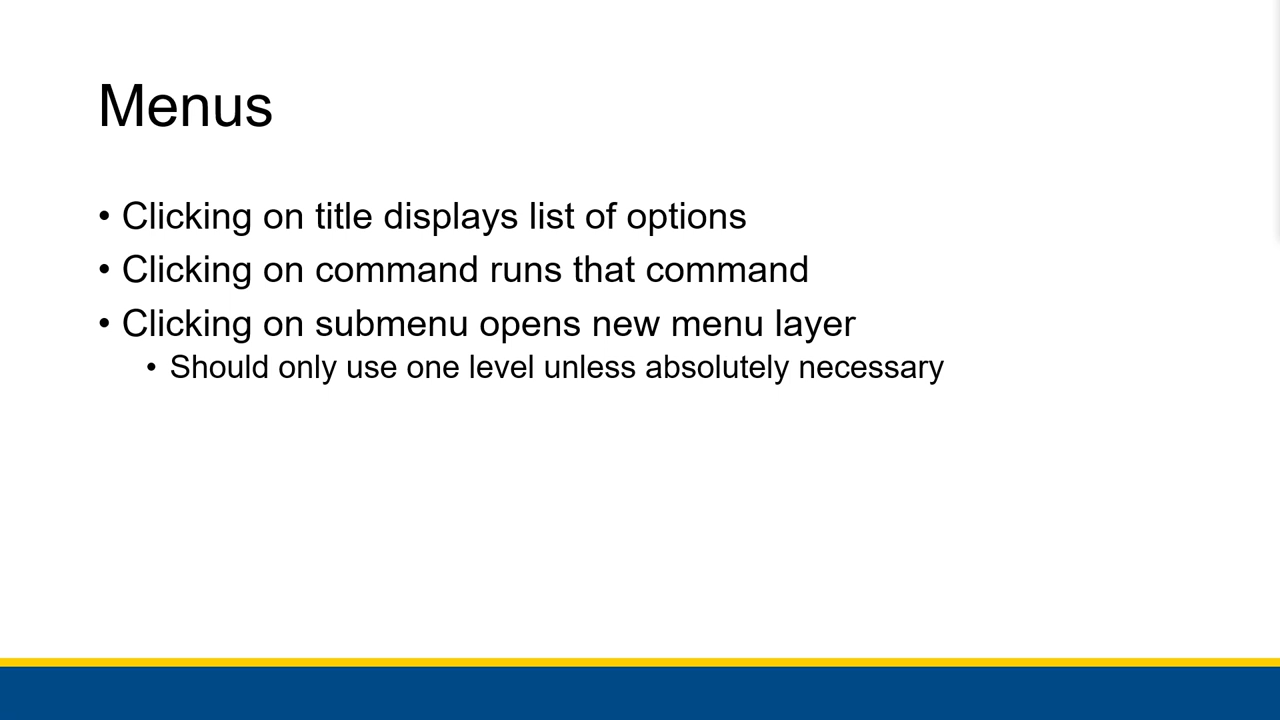 Menus
• Clicking on title displays list of options
• Clicking on command runs that command
• Clicking on submenu opens new menu layer
• Should only use one level unless absolutely necessary